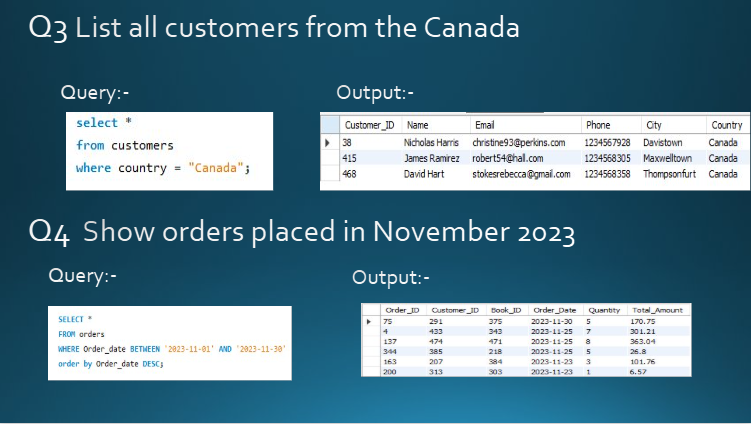 Q3 List all customers from the Canada
Query:-
Output:-
select *
from customers
where country = "Canada";
Customer_ID Name Email Phone City Country
38 Nicholas Harris christine93@perkins.com 1234567928 Davistown Canada
415 James Ramirez robert54@hall.com 1234568305 Maxwelltown Canada
468 David Hart stokesrebecca@gmail.com 1234568358 Thompsonfurt Canada
Q4 Show orders placed in November 2023
Query:-
Output:-
SELECT *
FROM orders
WHERE Order_date BETWEEN '2023-11-01' AND '2023-11-30'
order by Order_date DESC;
Order_ID Customer_ID Book_ID Order_Date Quantity Total_Amount
75 291 375 2023-11-30 5 170.75
4 433 343 2023-11-25 7 301.21
137 474 471 2023-11-25 8 363.04
344 385 218 2023-11-25 5 26.8
163 207 384 2023-11-23 3 101.76
200 313 303 2023-11-23 1 6.57